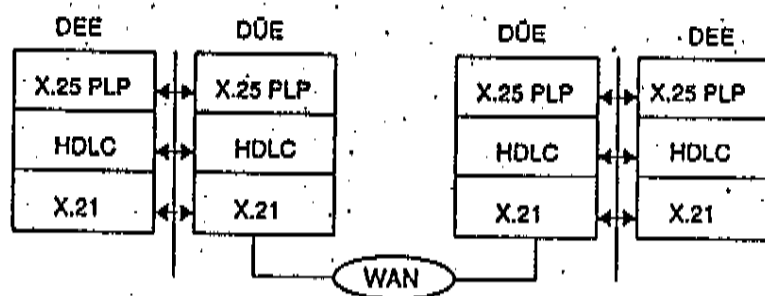 DEE DÜE DÜE DEE
X.25 PLP X.25 PLP X.25 PLP X.25 PLP
HDLC HDLC HDLC HDLC
X.21 X.21 X.21 X.21
WAN